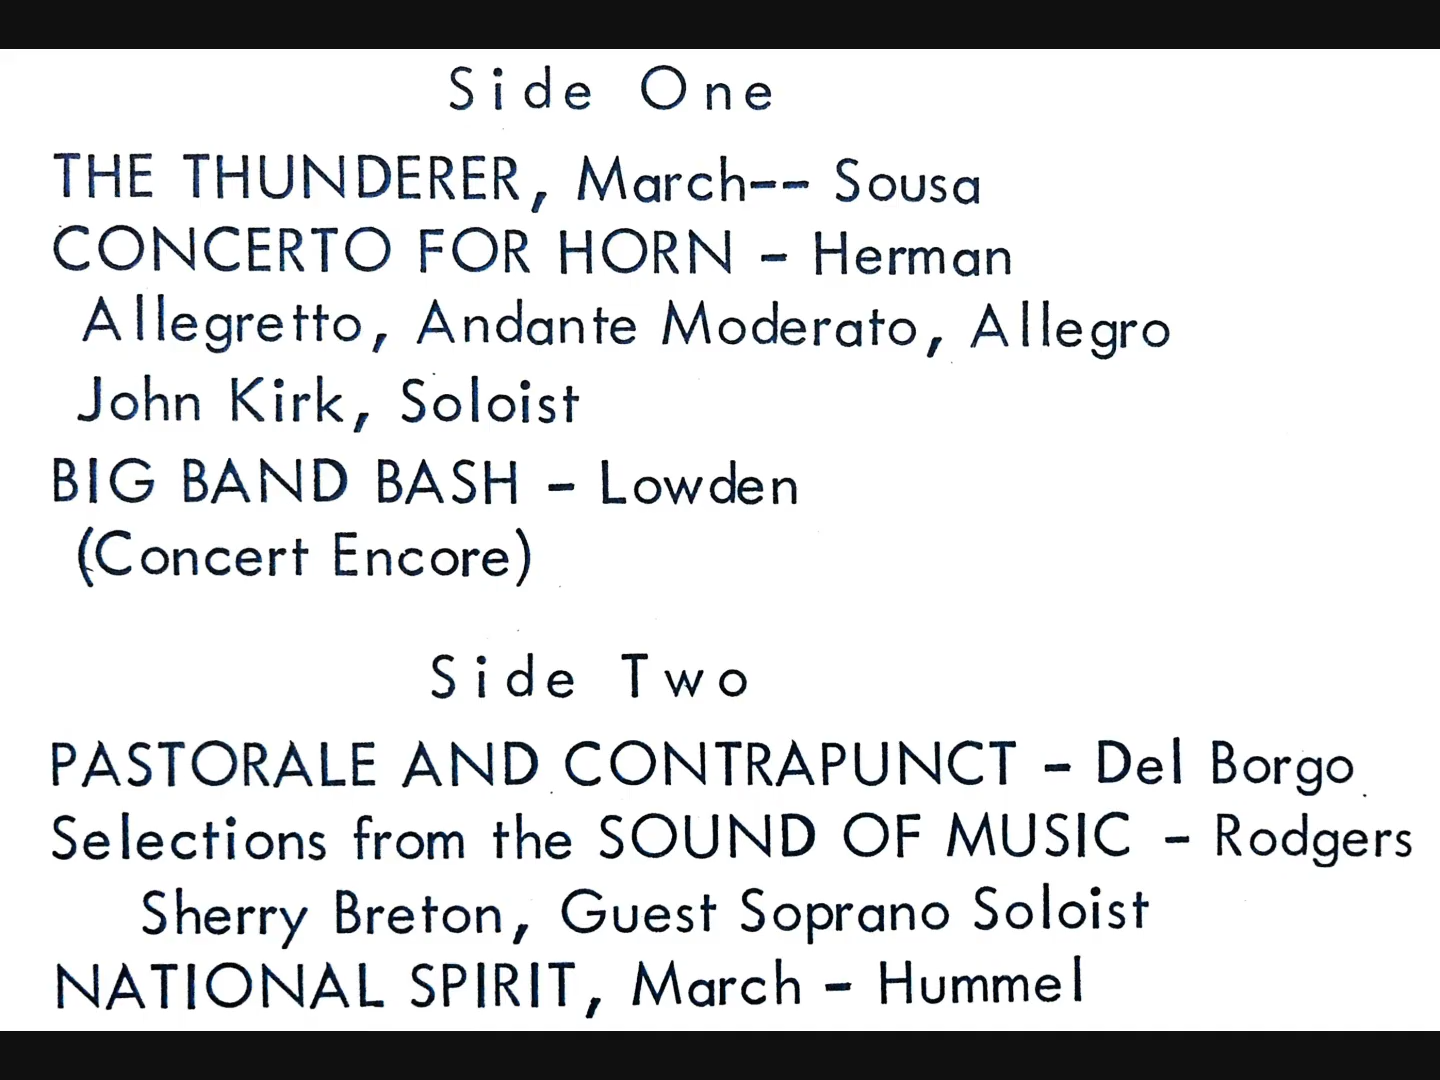 Side One
THE THUNDERER, March-- Sousa
CONCERTO FOR HORN - Herman
Allegretto, Andante Moderato, Allegro
John Kirk, Soloist
BIG BAND BASH - Lowden
(Concert Encore)
Side Two
PASTORALE AND CONTRAPUNCT - Del Borgo
Selections from the SOUND OF MUSIC - Rodgers
Sherry Breton, Guest Soprano Soloist
NATIONAL SPIRIT, March - Hummel